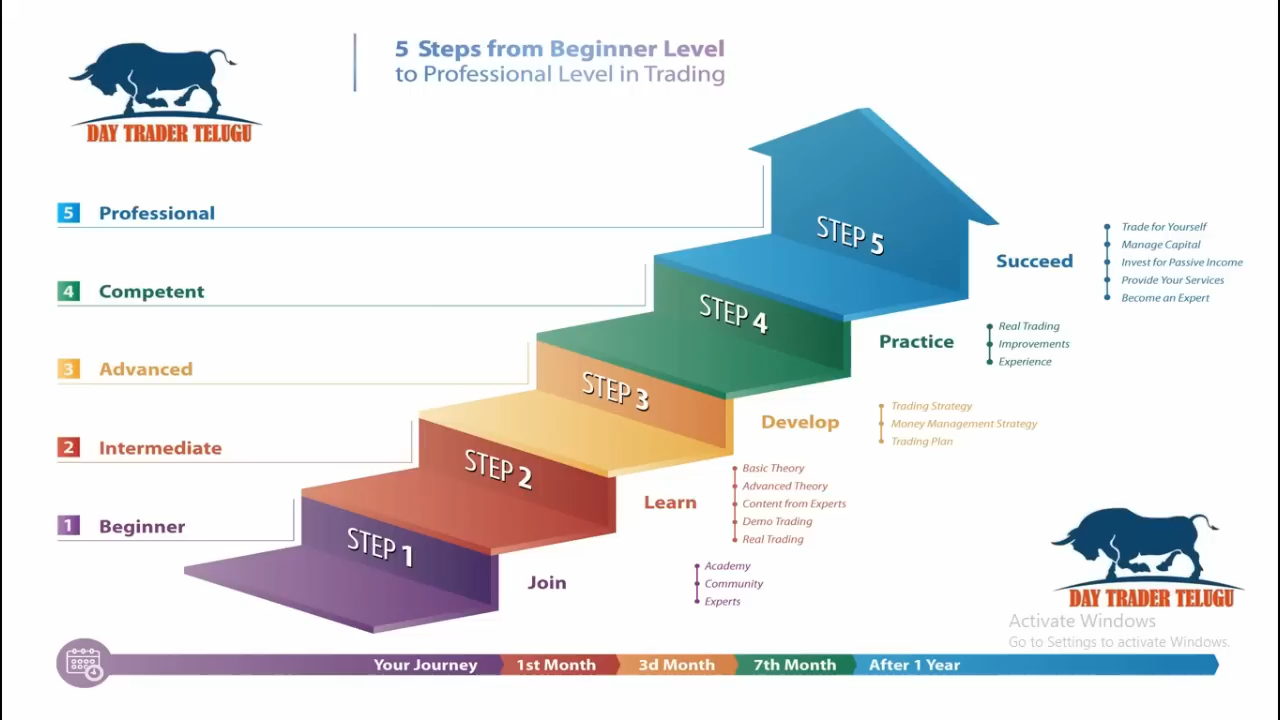 5 Steps from Beginner Level
to Professional Level in Trading
DAY TRADER TELUGU
5 Professional
4 Competent
3 Advanced
2 Intermediate
1 Beginner
STEP 5
STEP 4
STEP 3
STEP 2
STEP 1
Succeed
Trade for Yourself
Manage Capital
Invest for Passive Income
Provide Your Services
Become an Expert
Practice
Real Trading
Improvements
Experience
Develop
Trading Strategy
Money Management Strategy
Trading Plan
Learn
Basic Theory
Advanced Theory
Content from Experts
Demo Trading
Real Trading
Join
Academy
Community
Experts
DAY TRADER TELUGU
Activate Windows
Go to Settings to activate Windows.
Your Journey 1st Month 3d Month 7th Month After 1 Year